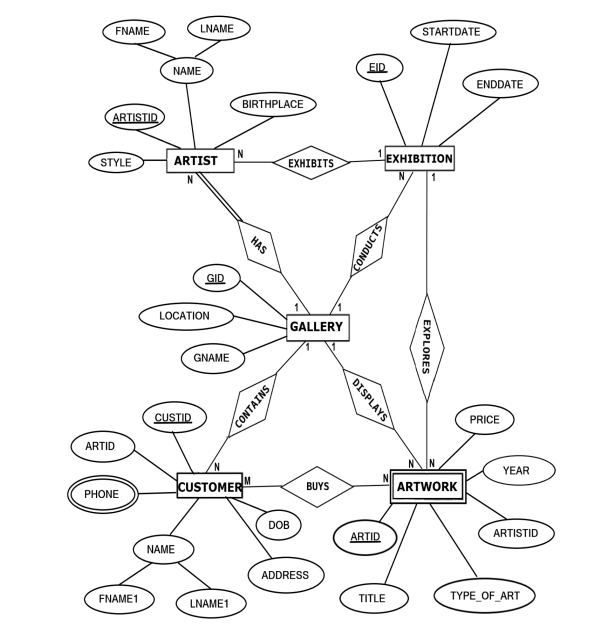 FNAME
LNAME
STARTDATE
NAME
EID
ENDDATE
ARTISTID
BIRTHPLACE
STYLE
ARTIST
N
EXHIBITS
1
EXHIBITION
N
N
1
HAS
CONDUCTS
GID
LOCATION
1
1
GALLERY
GNAME
1
1
EXPLORES
CONTAINS
DISPLAYS
CUSTID
PRICE
ARTID
N
N
N
YEAR
PHONE
CUSTOMER
M
BUYS
N
ARTWORK
DOB
ARTID
ARTISTID
NAME
ADDRESS
FNAME1
LNAME1
TITLE
TYPE_OF_ART